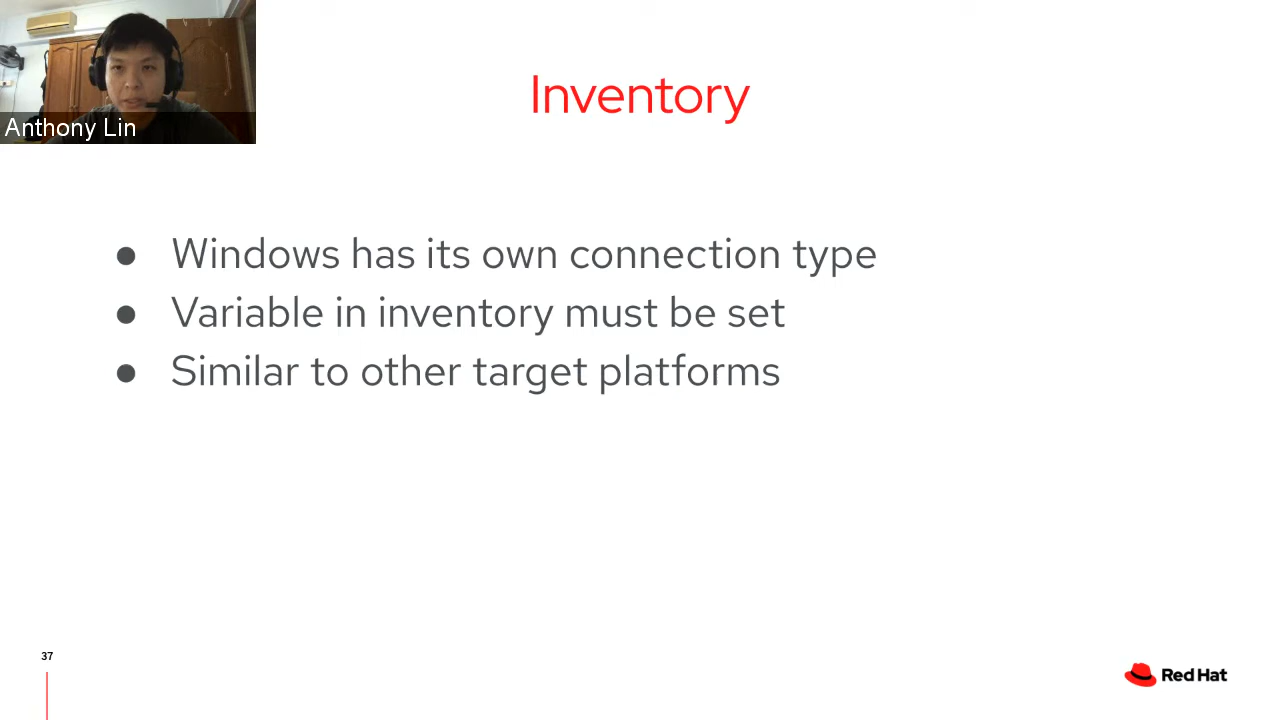 Anthony Lin
Inventory
● Windows has its own connection type
● Variable in inventory must be set
● Similar to other target platforms
37
Red Hat